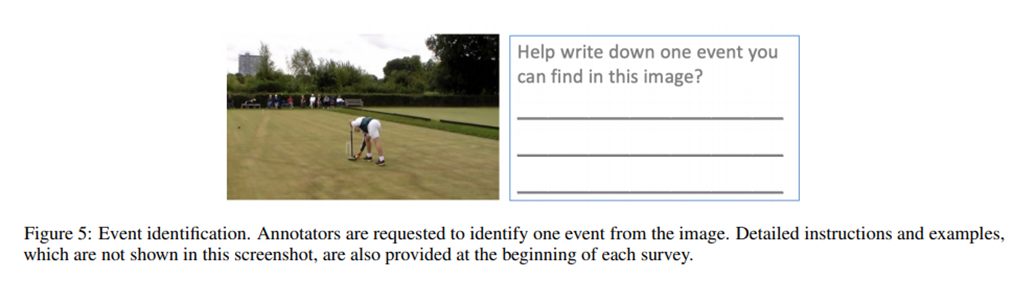 Help write down one event you
can find in this image?
Figure 5: Event identification. Annotators are requested to identify one event from the image. Detailed instructions and examples,
which are not shown in this screenshot, are also provided at the beginning of each survey.